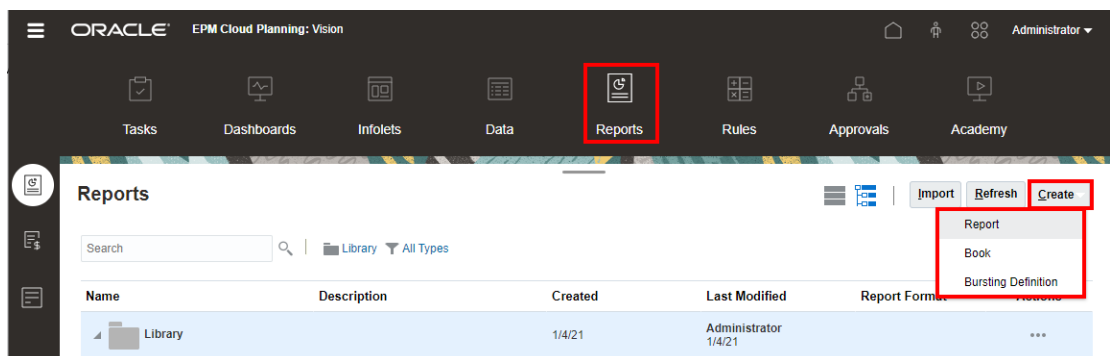 ORACLE® EPM Cloud Planning: Vision Administrator
Tasks Dashboards Infolets Data Reports Rules Approvals Academy
Reports Import Refresh Create
Report
Search Library All Types
Book
Bursting Definition
Name Description Created Last Modified Report Format
Library 1/4/21 Administrator
1/4/21